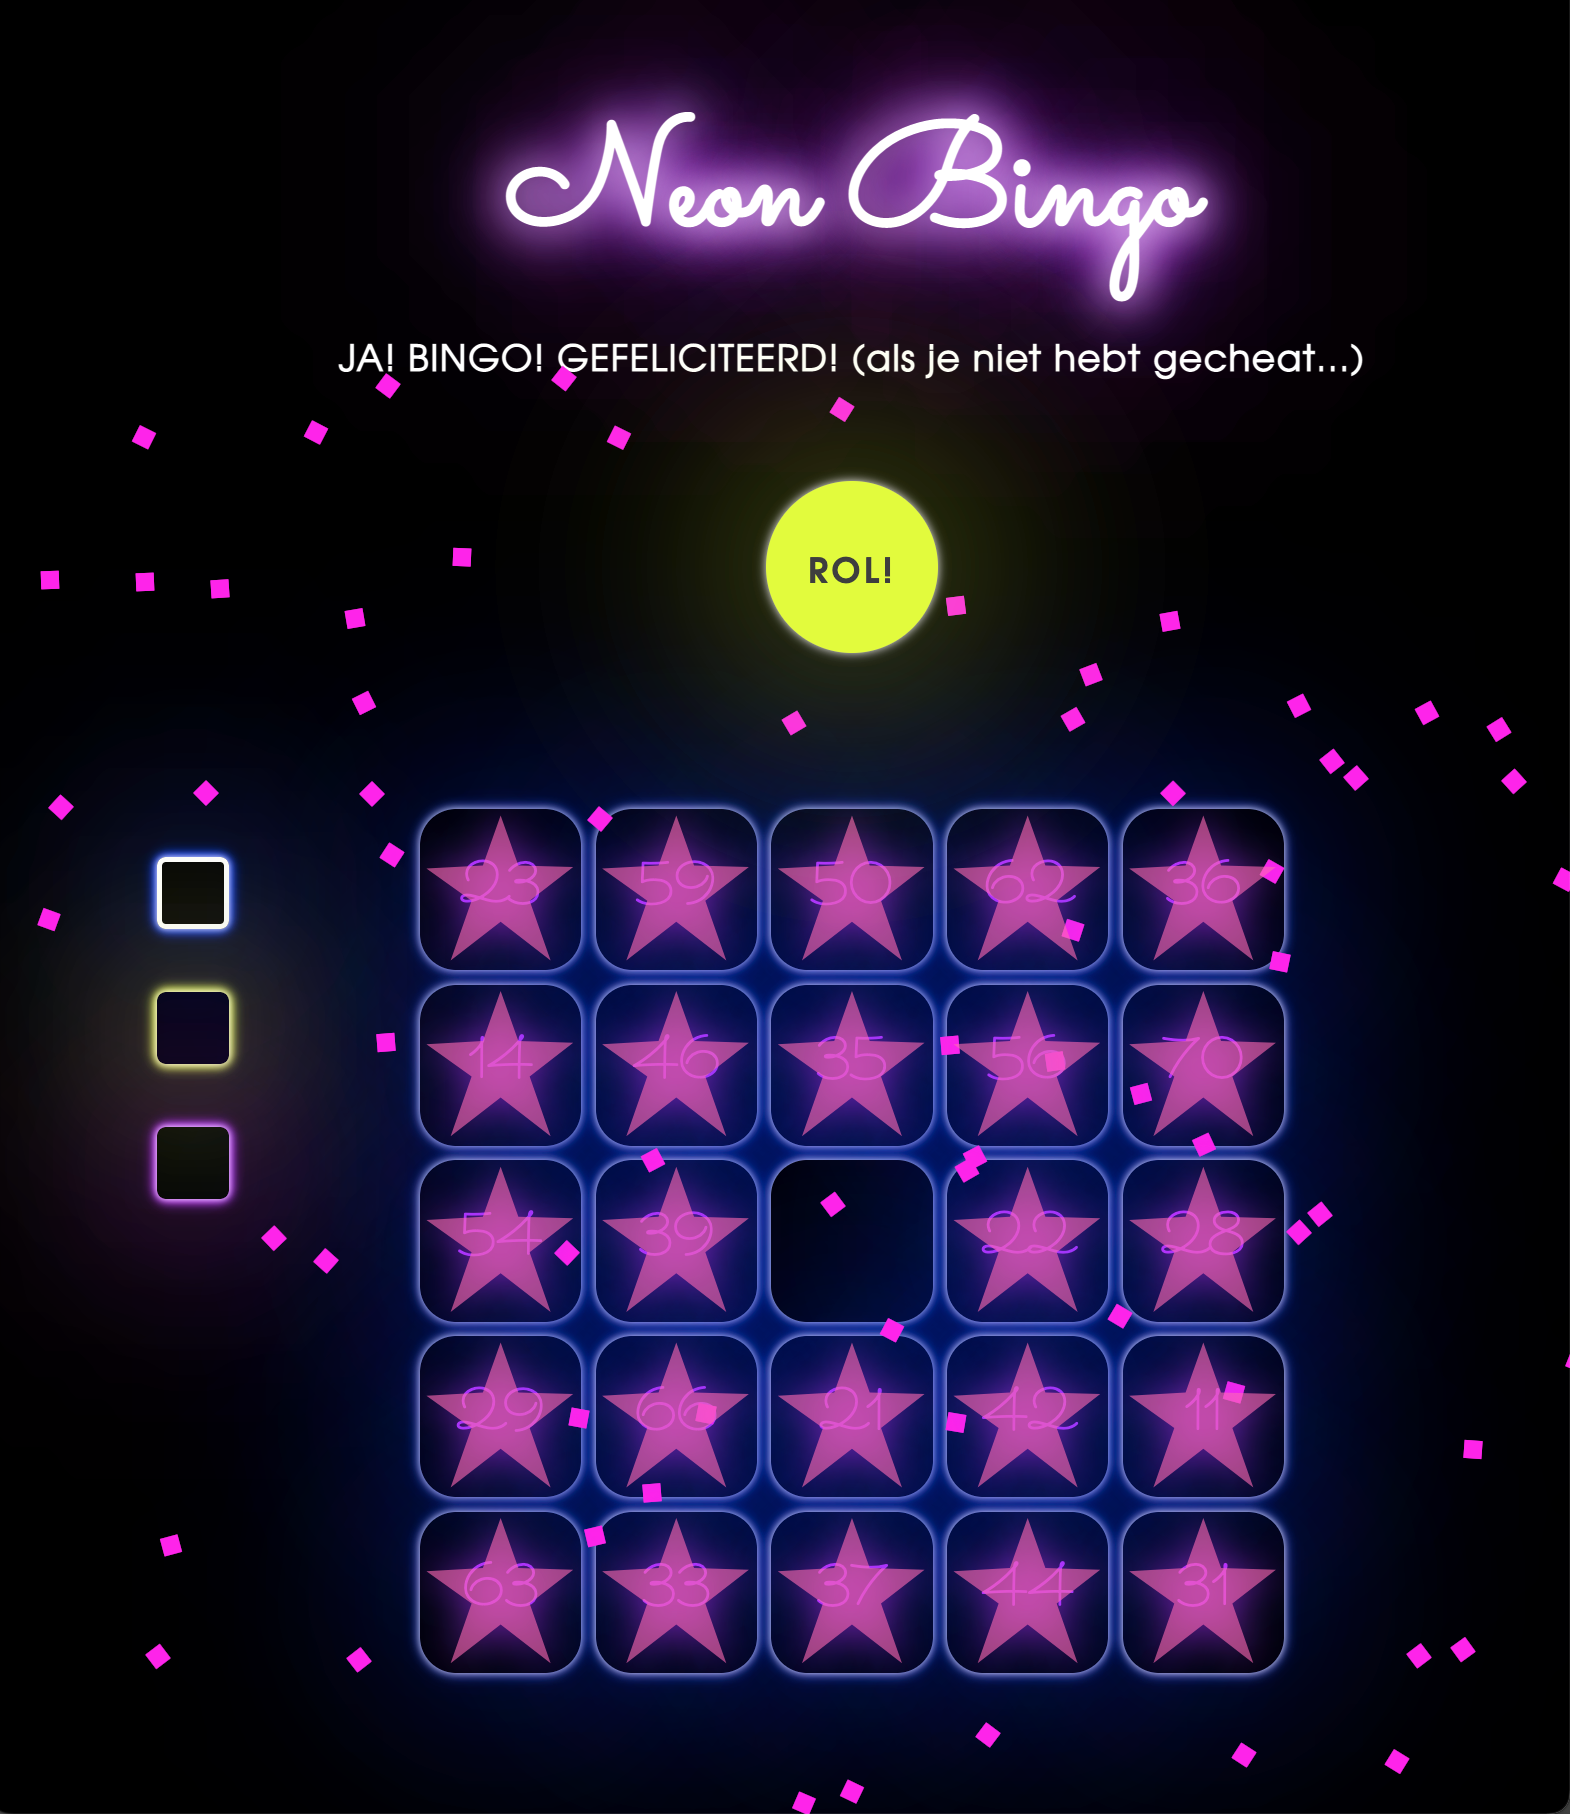 Neon Bingo
JA! BINGO! GEFELICITEERD! (als je niet hebt gecheat...)
ROL!
23 59 50 62 36
14 46 35 56 70
54 39 22 28
29 66 21 42 11
63 33 37 44 31